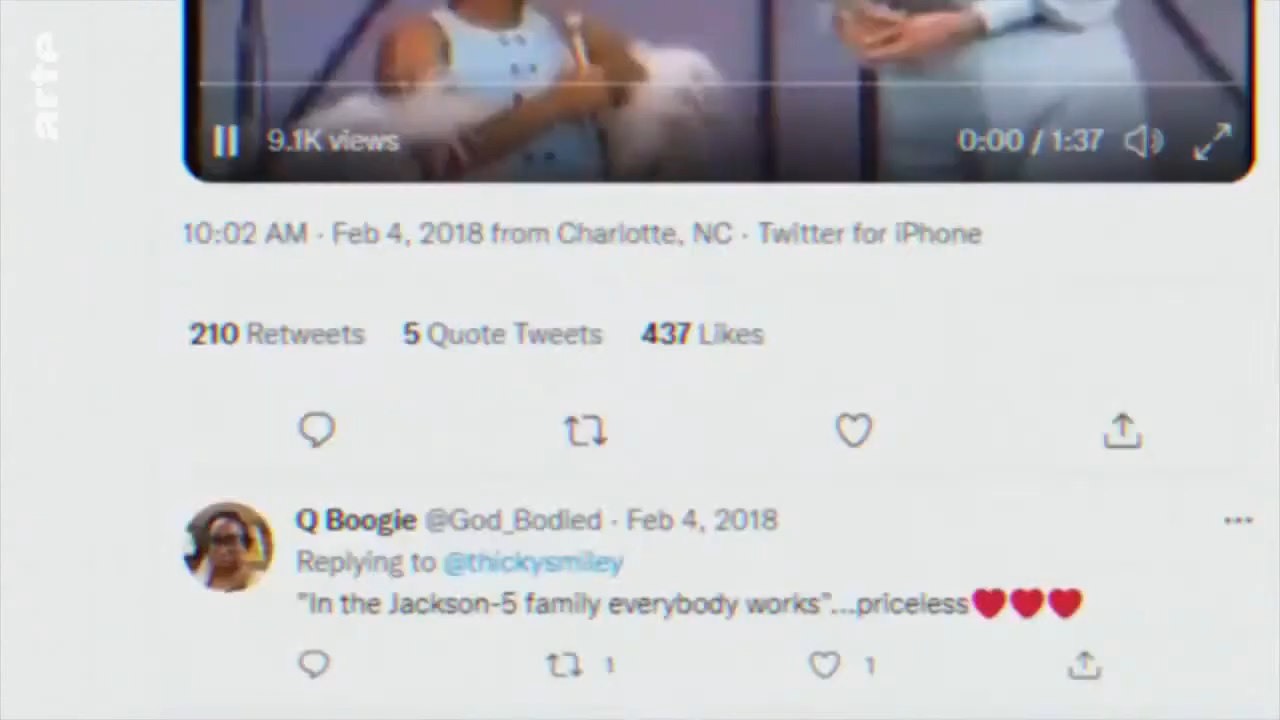 arte
9.1K views
0:00 / 1:37
10:02 AM · Feb 4, 2018 from Charlotte, NC · Twitter for iPhone
210 Retweets 5 Quote Tweets 437 Likes
Q Boogie @God_Bodled · Feb 4, 2018
Replying to @thickysmiley
"In the Jackson-5 family everybody works"...priceless❤️❤️❤️
1 1